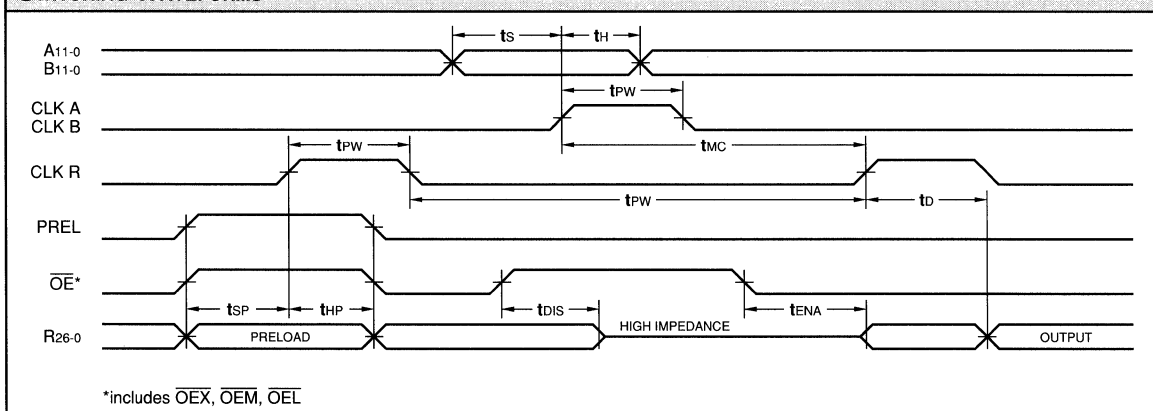 tS tH
A11-0
B11-0
tPW
CLK A
CLK B
tPW tMC
CLK R
tPW tD
PREL
OE*
tSP tHP tDIS tENA
R26-0 PRELOAD HIGH IMPEDANCE OUTPUT
*includes OEX, OEM, OEL